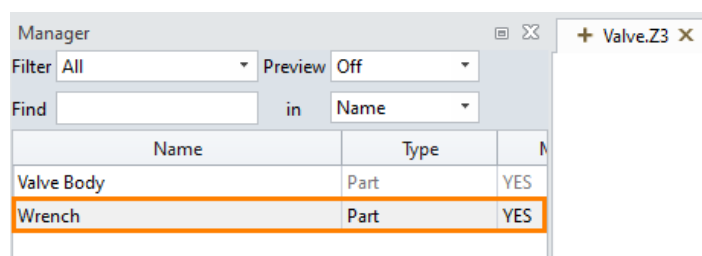 Manager
Valve.Z3
Filter All Preview Off
Find in Name
Name Type
Valve Body Part YES
Wrench Part YES